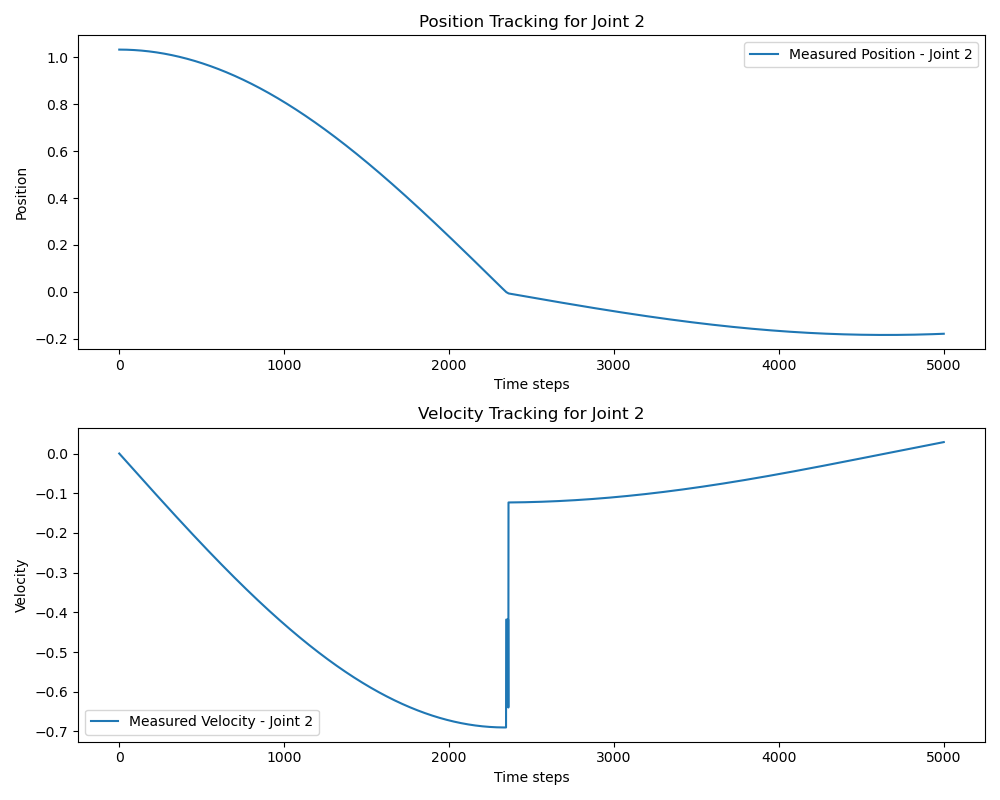 Position Tracking for Joint 2
Measured Position - Joint 2
Position
1.0
0.8
0.6
0.4
0.2
0.0
−0.2
0 1000 2000 3000 4000 5000
Time steps
Velocity Tracking for Joint 2
Velocity
0.0
−0.1
−0.2
−0.3
−0.4
−0.5
−0.6
−0.7
Measured Velocity - Joint 2
0 1000 2000 3000 4000 5000
Time steps